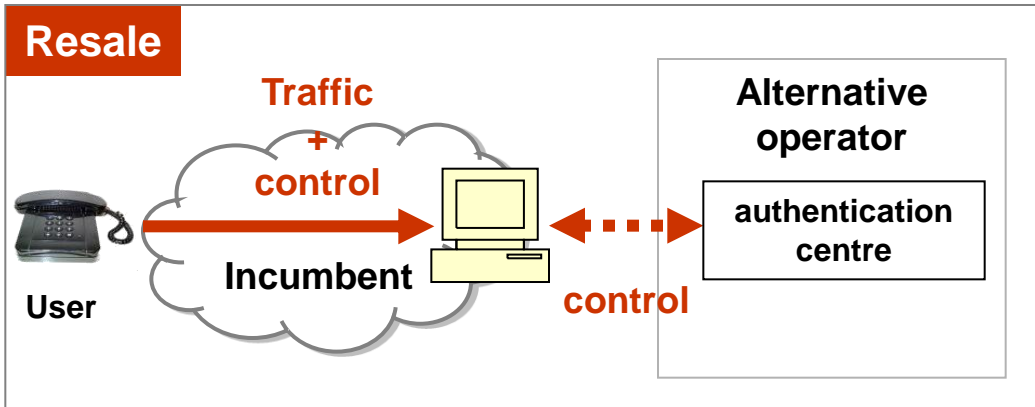 Resale
Traffic
+
control
Incumbent
User
control
Alternative
operator
authentication
centre